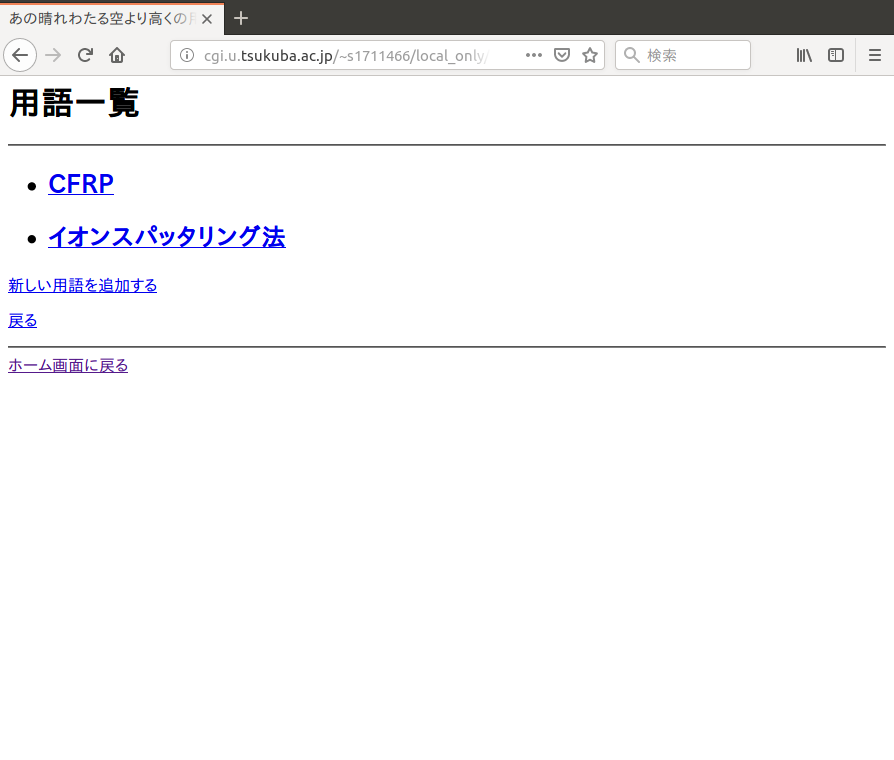 あの晴れわたる空より高くの
cgi.u.tsukuba.ac.jp/~s1711466/local_only/
検索
用語一覧
CFRP
イオンスパッタリング法
新しい用語を追加する
戻る
ホーム画面に戻る